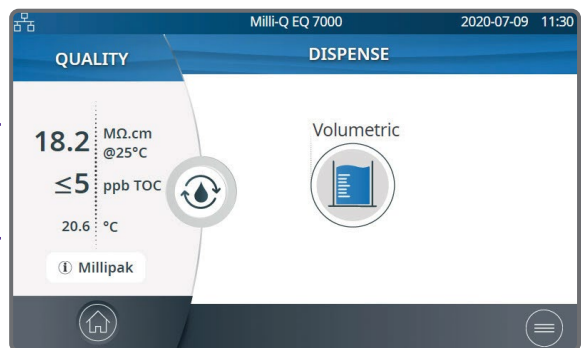 Milli-Q EQ 7000
2020-07-09 11:30
QUALITY
DISPENSE
18.2 MΩ.cm
@25°C
≤5 ppb TOC
20.6 °C
Millipak
Volumetric